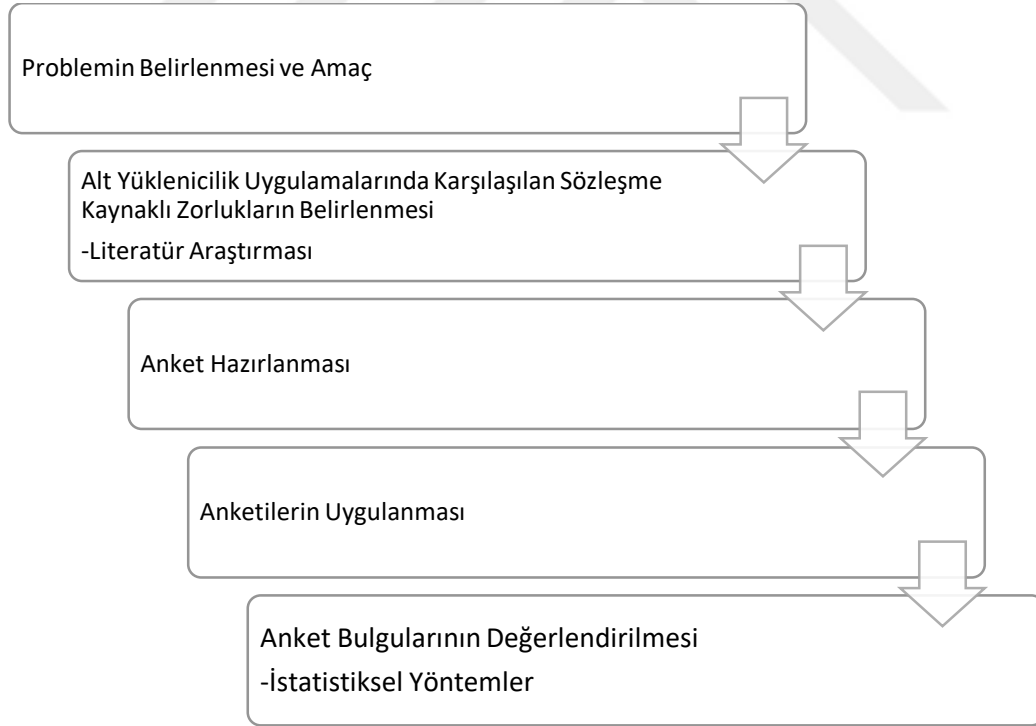 Problemin Belirlenmesi ve Amaç
Alt Yüklenicilik Uygulamalarında Karşılaşılan Sözleşme
Kaynaklı Zorlukların Belirlenmesi
-Literatür Araştırması
Anket Hazırlanması
Anketilerin Uygulanması
Anket Bulgularının Değerlendirilmesi
-İstatistiksel Yöntemler